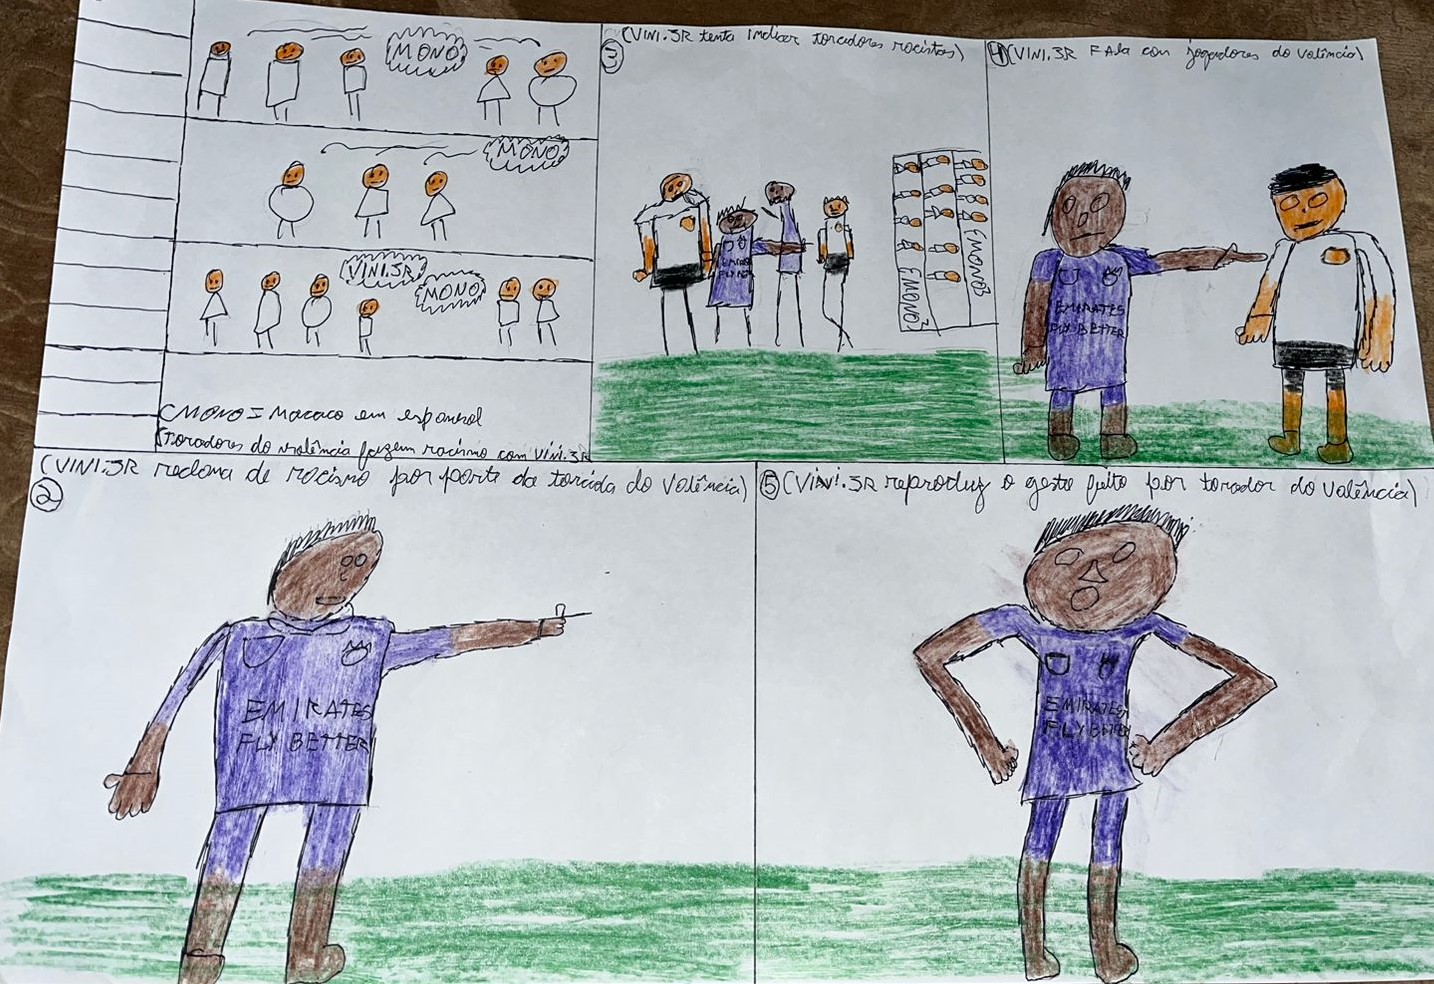 MONO
MONO
VINI.JR
MONO
(MONO = Macaco em espanhol
(Torcedores do valência fazem racismo com Vini.JR
②
(VINI.JR reclama de racismo por parte da torcida do Valência)
EMIRATES
FLY BETTER
③
(VINI.JR tenta indicar torcedores racistas)
EMIRATES
FLY BETTER
MONO
MONO
④
(VINI.JR FALA com jogadores do Valência)
EMIRATES
FLY BETTER
⑤
(Vini.JR reproduz o gesto feito por torcedor do Valência)
EMIRATES
FLY BETTER